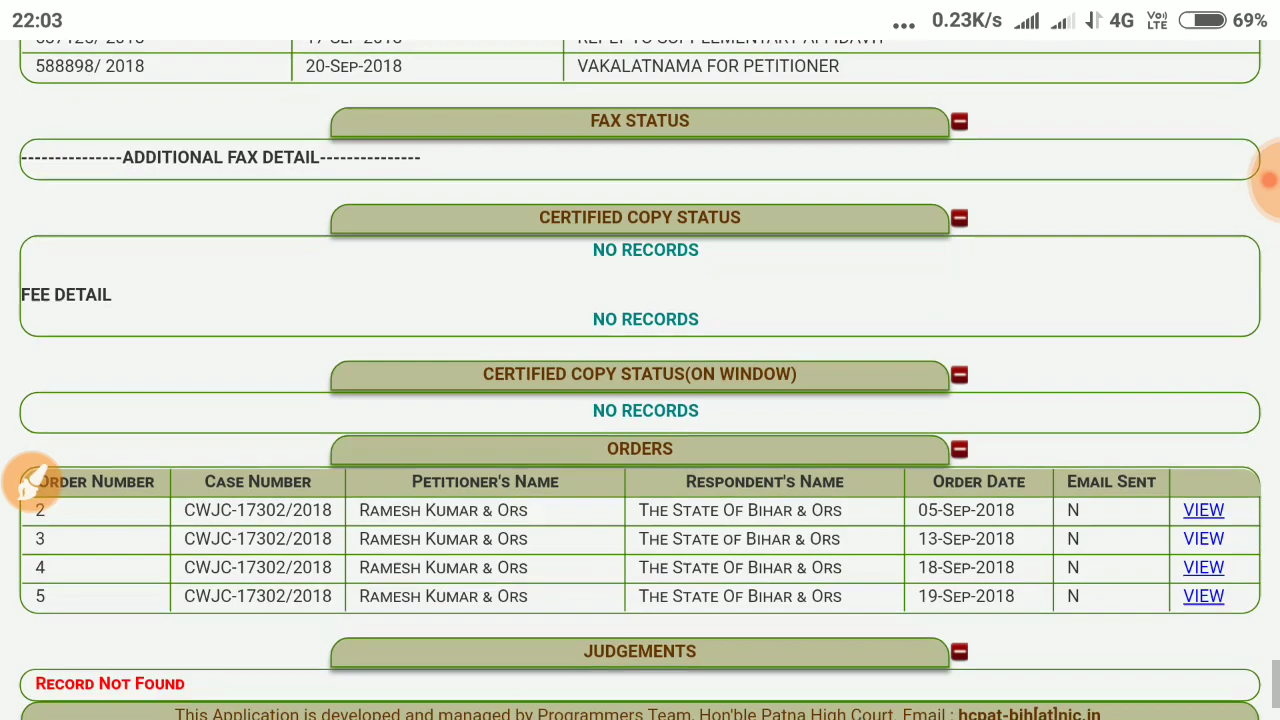 22:03 ... 0.23K/s 4G VoLTE 69%
588898/ 2018 20-Sep-2018 VAKALATNAMA FOR PETITIONER
FAX STATUS
---------------ADDITIONAL FAX DETAIL---------------
CERTIFIED COPY STATUS
NO RECORDS
FEE DETAIL
NO RECORDS
CERTIFIED COPY STATUS(ON WINDOW)
NO RECORDS
ORDERS
Order Number Case Number Petitioner's Name Respondent's Name Order Date Email Sent
2 CWJC-17302/2018 Ramesh Kumar & Ors The State Of Bihar & Ors 05-Sep-2018 N VIEW
3 CWJC-17302/2018 Ramesh Kumar & Ors The State of Bihar & Ors 13-Sep-2018 N VIEW
4 CWJC-17302/2018 Ramesh Kumar & Ors The State Of Bihar & Ors 18-Sep-2018 N VIEW
5 CWJC-17302/2018 Ramesh Kumar & Ors The State Of Bihar & Ors 19-Sep-2018 N VIEW
JUDGEMENTS
Record Not Found
This Application is developed and managed by Programmers Team, Hon'ble Patna High Court, Email : hcpat-bih[at]nic.in